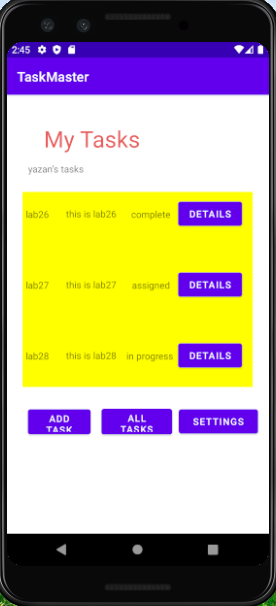 2:45
TaskMaster
My Tasks
yazan's tasks
lab26 this is lab26 complete DETAILS
lab27 this is lab27 assigned DETAILS
lab28 this is lab28 in progress DETAILS
ADD TASK ALL TASKS SETTINGS